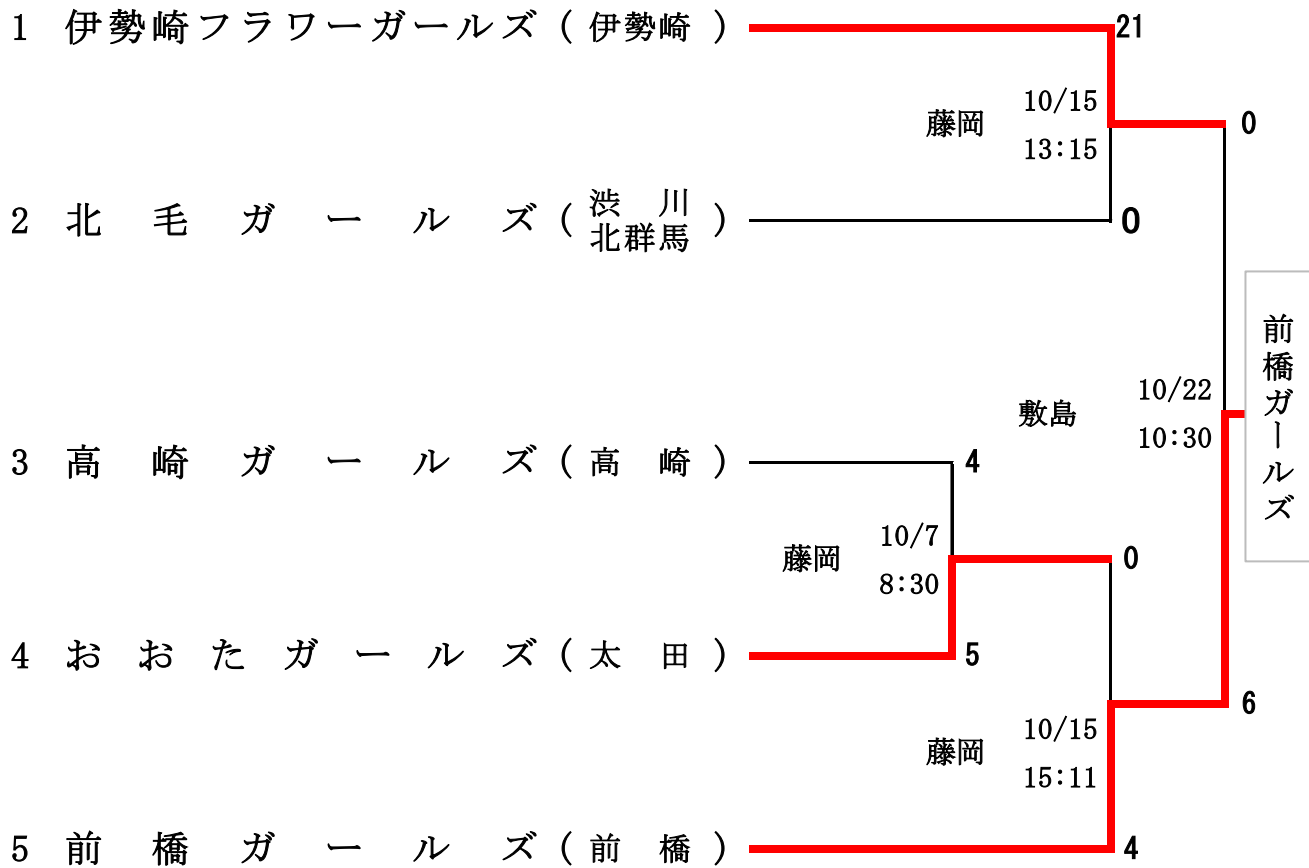 1 伊勢崎フラワーガールズ(伊勢崎) 21
藤岡 10/15
13:15
0
2 北毛ガールズ(渋川
北群馬) 0
前橋ガールズ
敷島 10/22
10:30
3 高崎ガールズ(高崎) 4
藤岡 10/7
8:30
0
4 おおたガールズ(太田) 5
6
藤岡 10/15
15:11
5 前橋ガールズ(前橋) 4